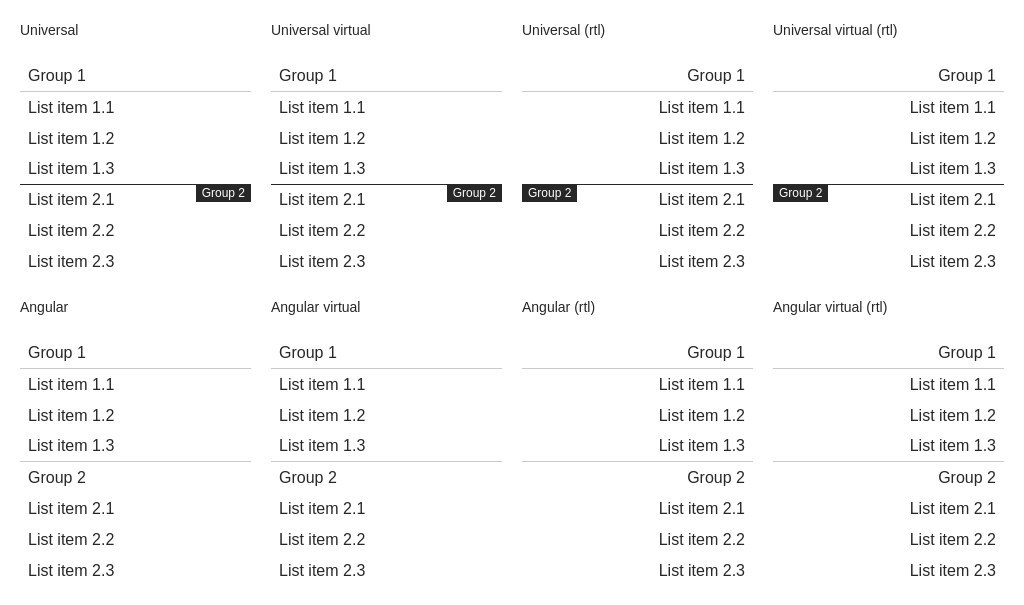 Universal
Universal virtual
Universal (rtl)
Universal virtual (rtl)
Group 1
Group 1
Group 1
Group 1
List item 1.1
List item 1.1
List item 1.1
List item 1.1
List item 1.2
List item 1.2
List item 1.2
List item 1.2
List item 1.3
List item 1.3
List item 1.3
List item 1.3
List item 2.1
Group 2
List item 2.1
Group 2
Group 2
List item 2.1
Group 2
List item 2.1
List item 2.2
List item 2.2
List item 2.2
List item 2.2
List item 2.3
List item 2.3
List item 2.3
List item 2.3
Angular
Angular virtual
Angular (rtl)
Angular virtual (rtl)
Group 1
Group 1
Group 1
Group 1
List item 1.1
List item 1.1
List item 1.1
List item 1.1
List item 1.2
List item 1.2
List item 1.2
List item 1.2
List item 1.3
List item 1.3
List item 1.3
List item 1.3
Group 2
Group 2
Group 2
Group 2
List item 2.1
List item 2.1
List item 2.1
List item 2.1
List item 2.2
List item 2.2
List item 2.2
List item 2.2
List item 2.3
List item 2.3
List item 2.3
List item 2.3